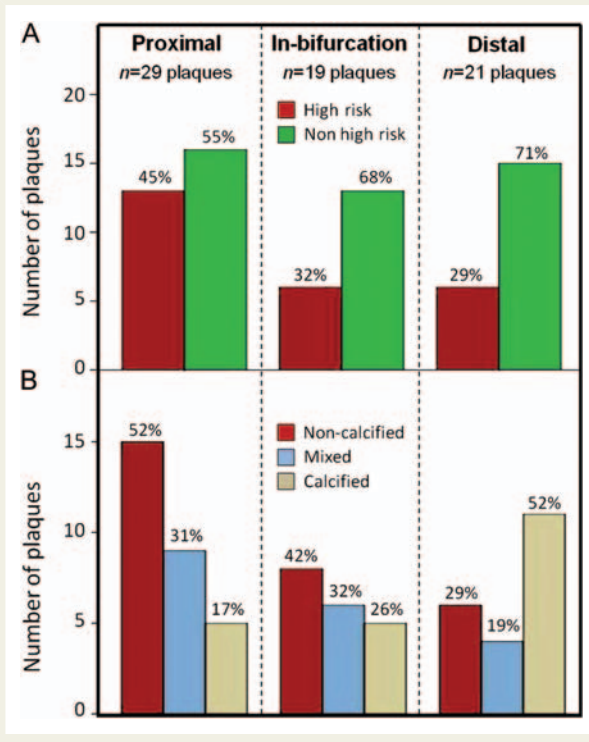 A
Proximal
n=29 plaques
In-bifurcation
n=19 plaques
Distal
n=21 plaques
Number of plaques
20
15
10
5
0
High risk
Non high risk
45%
55%
32%
68%
29%
71%
B
Number of plaques
15
10
5
0
Non-calcified
Mixed
Calcified
52%
31%
17%
42%
32%
26%
29%
19%
52%